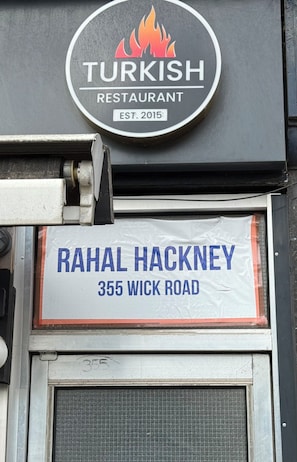 TURKISH
RESTAURANT
EST. 2015
RAHAL HACKNEY
355 WICK ROAD
355